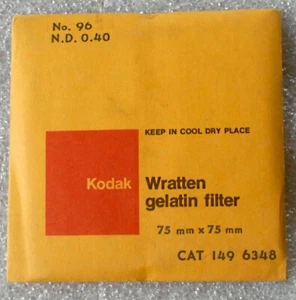 No. 96
N.D. 0.40
KEEP IN COOL DRY PLACE
Kodak
Wratten
gelatin filter
75 mm x 75 mm
CAT 149 6348